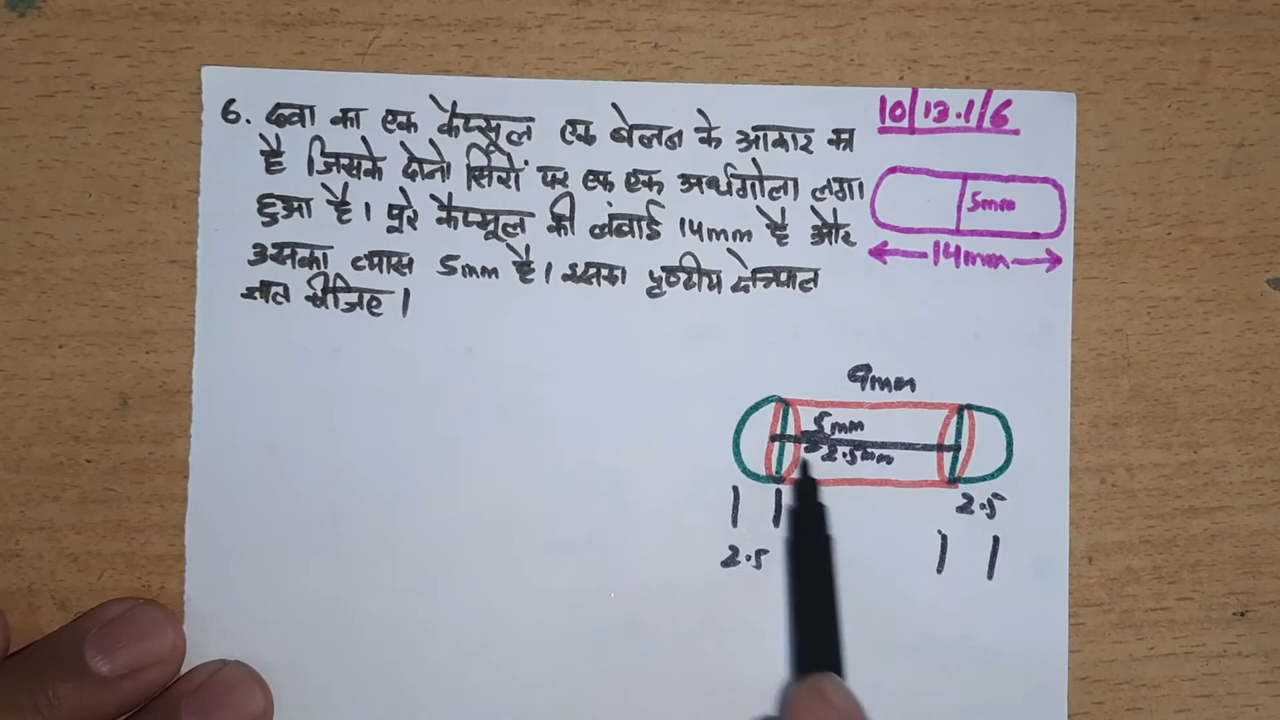 6. दवा का एक कैप्सूल एक बेलन के आकार का
है जिसके दोनो सिरों पर एक एक अर्धगोला लगा
हुआ है। पूरे कैप्सूल की लंबाई 14mm है और
उसका व्यास 5mm है। इसका पृष्ठीय क्षेत्रफल
ज्ञात कीजिए।
10/13.1/6
5mm
14mm
9mm
5mm
2.5mm
2.5
2.5